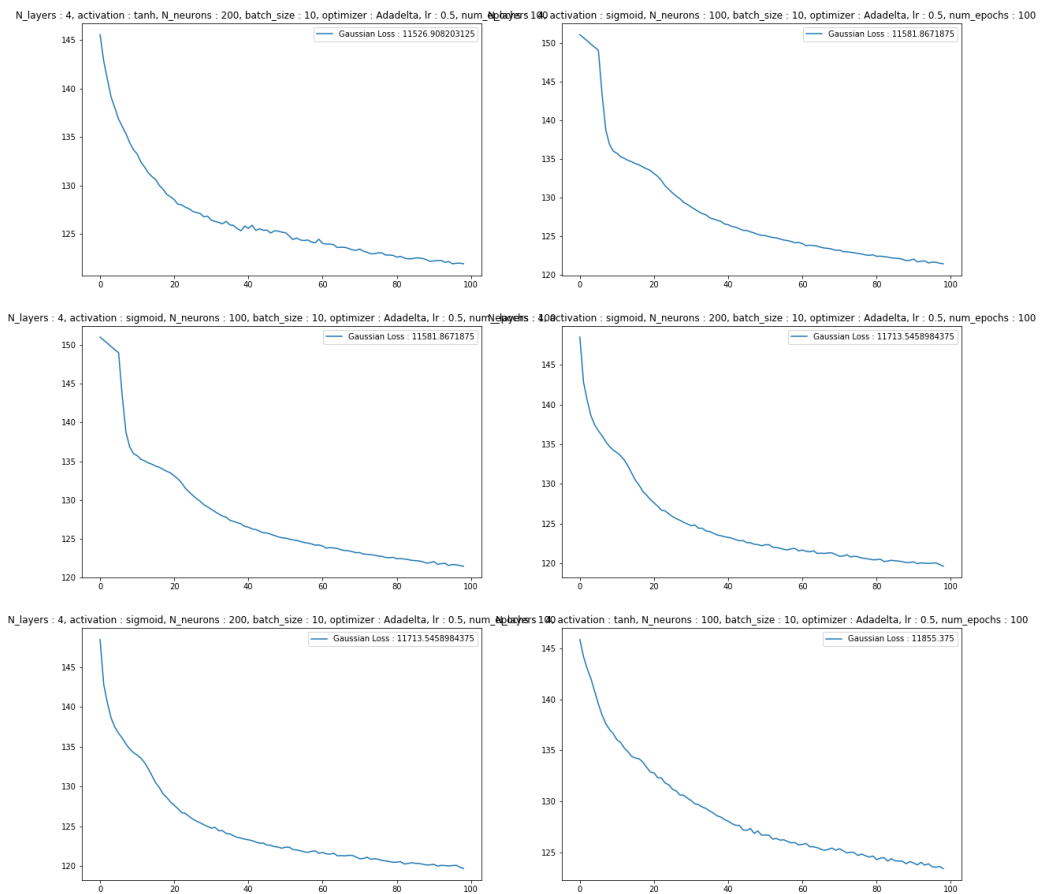 N_layers : 4, activation : tanh, N_neurons : 200, batch_size : 10, optimizer : Adadelta, lr : 0.5, num_epochs : 100
Gaussian Loss : 11526.908203125
145
140
135
130
125
0 20 40 60 80 100
N_layers : 4, activation : sigmoid, N_neurons : 100, batch_size : 10, optimizer : Adadelta, lr : 0.5, num_epochs : 100
Gaussian Loss : 11581.8671875
150
145
140
135
130
125
120
0 20 40 60 80 100
N_layers : 4, activation : sigmoid, N_neurons : 100, batch_size : 10, optimizer : Adadelta, lr : 0.5, num_epochs : 100
Gaussian Loss : 11581.8671875
150
145
140
135
130
125
120
0 20 40 60 80 100
N_layers : 4, activation : sigmoid, N_neurons : 200, batch_size : 10, optimizer : Adadelta, lr : 0.5, num_epochs : 100
Gaussian Loss : 11713.5458984375
145
140
135
130
125
120
0 20 40 60 80 100
N_layers : 4, activation : sigmoid, N_neurons : 200, batch_size : 10, optimizer : Adadelta, lr : 0.5, num_epochs : 100
Gaussian Loss : 11713.5458984375
145
140
135
130
125
120
0 20 40 60 80 100
N_layers : 4, activation : tanh, N_neurons : 100, batch_size : 10, optimizer : Adadelta, lr : 0.5, num_epochs : 100
Gaussian Loss : 11855.375
145
140
135
130
125
0 20 40 60 80 100